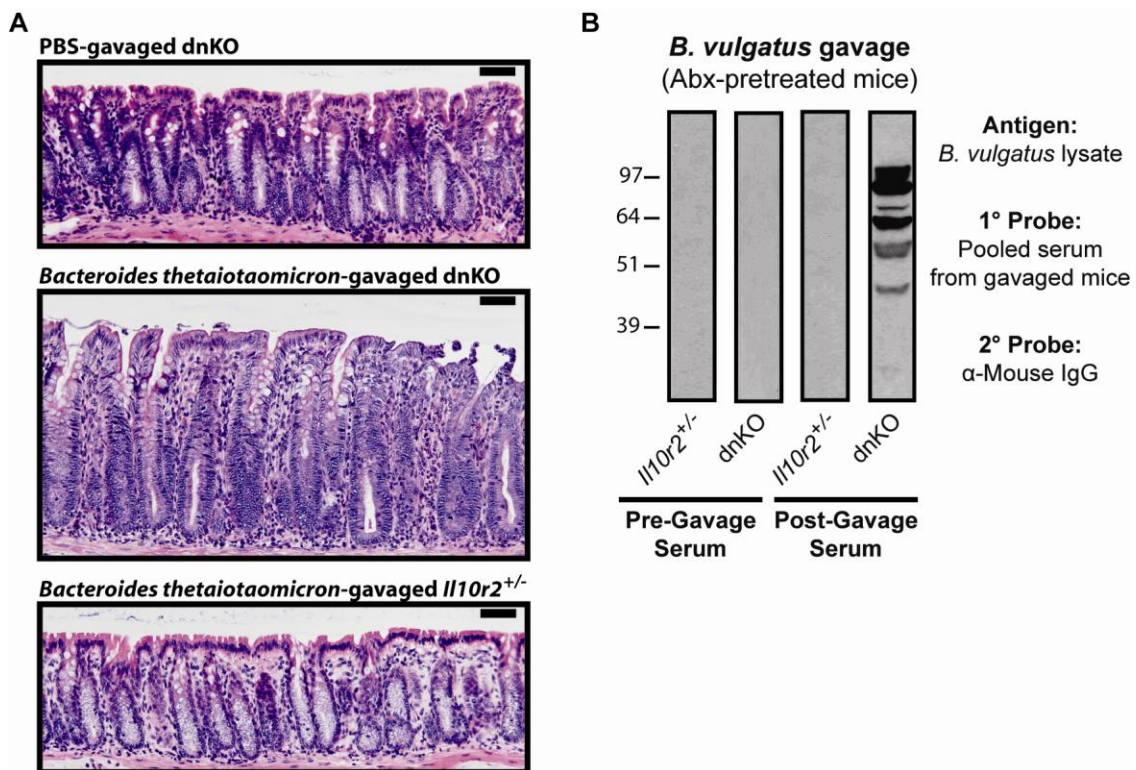 A
PBS-gavaged dnKO
Bacteroides thetaiotaomicron-gavaged dnKO
Bacteroides thetaiotaomicron-gavaged Il10r2+/-
B
B. vulgatus gavage
(Abx-pretreated mice)
97
64
51
39
Il10r2+/-
dnKO
Il10r2+/-
dnKO
Pre-Gavage
Serum
Post-Gavage
Serum
Antigen:
B. vulgatus lysate
1° Probe:
Pooled serum
from gavaged mice
2° Probe:
α-Mouse IgG